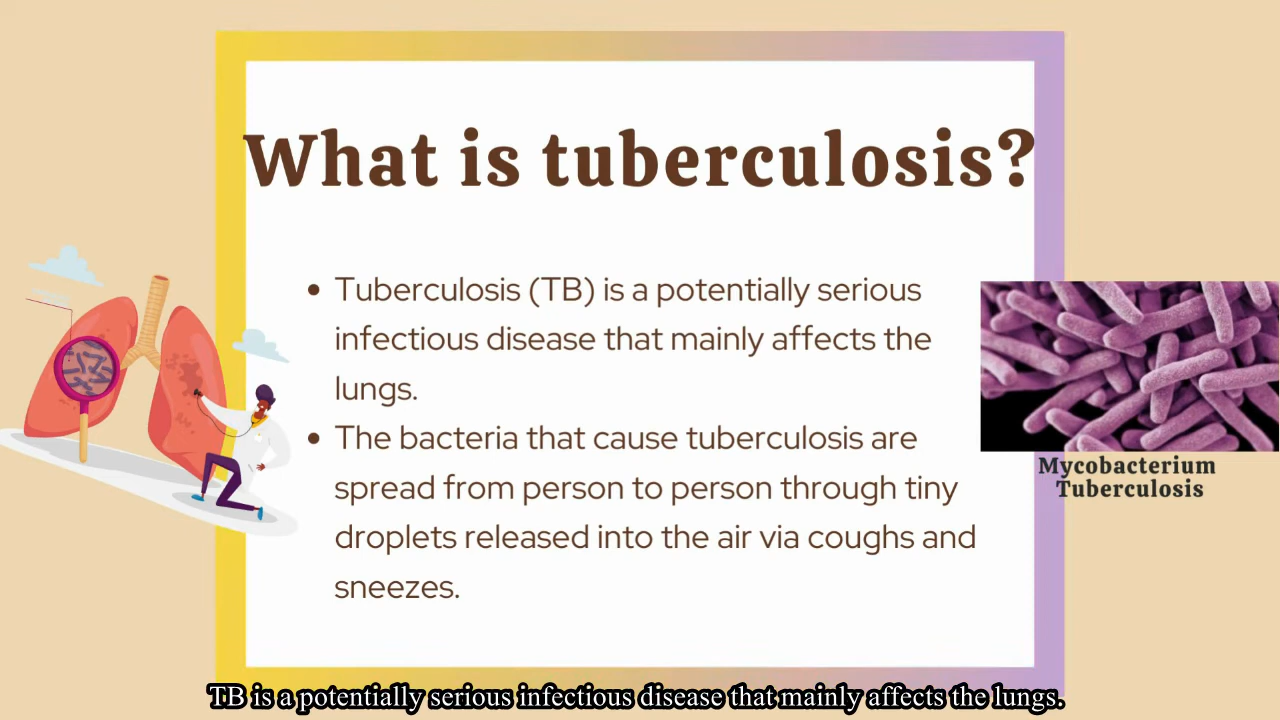 What is tuberculosis?
• Tuberculosis (TB) is a potentially serious
infectious disease that mainly affects the
lungs.
• The bacteria that cause tuberculosis are
spread from person to person through tiny
droplets released into the air via coughs and
sneezes.
Mycobacterium
Tuberculosis
TB is a potentially serious infectious disease that mainly affects the lungs.